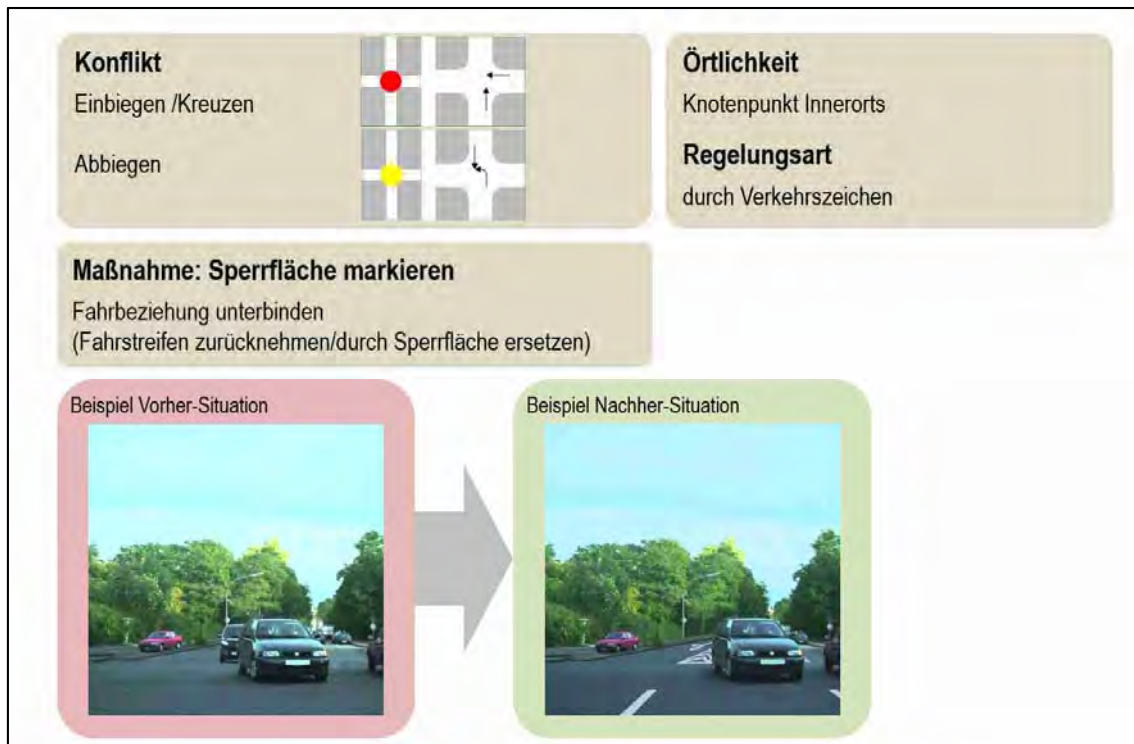 Konflikt
Einbiegen /Kreuzen
Abbiegen
Örtlichkeit
Knotenpunkt Innerorts
Regelungsart
durch Verkehrszeichen
Maßnahme: Sperrfläche markieren
Fahrbeziehung unterbinden
(Fahrstreifen zurücknehmen/durch Sperrfläche ersetzen)
Beispiel Vorher-Situation
Beispiel Nachher-Situation